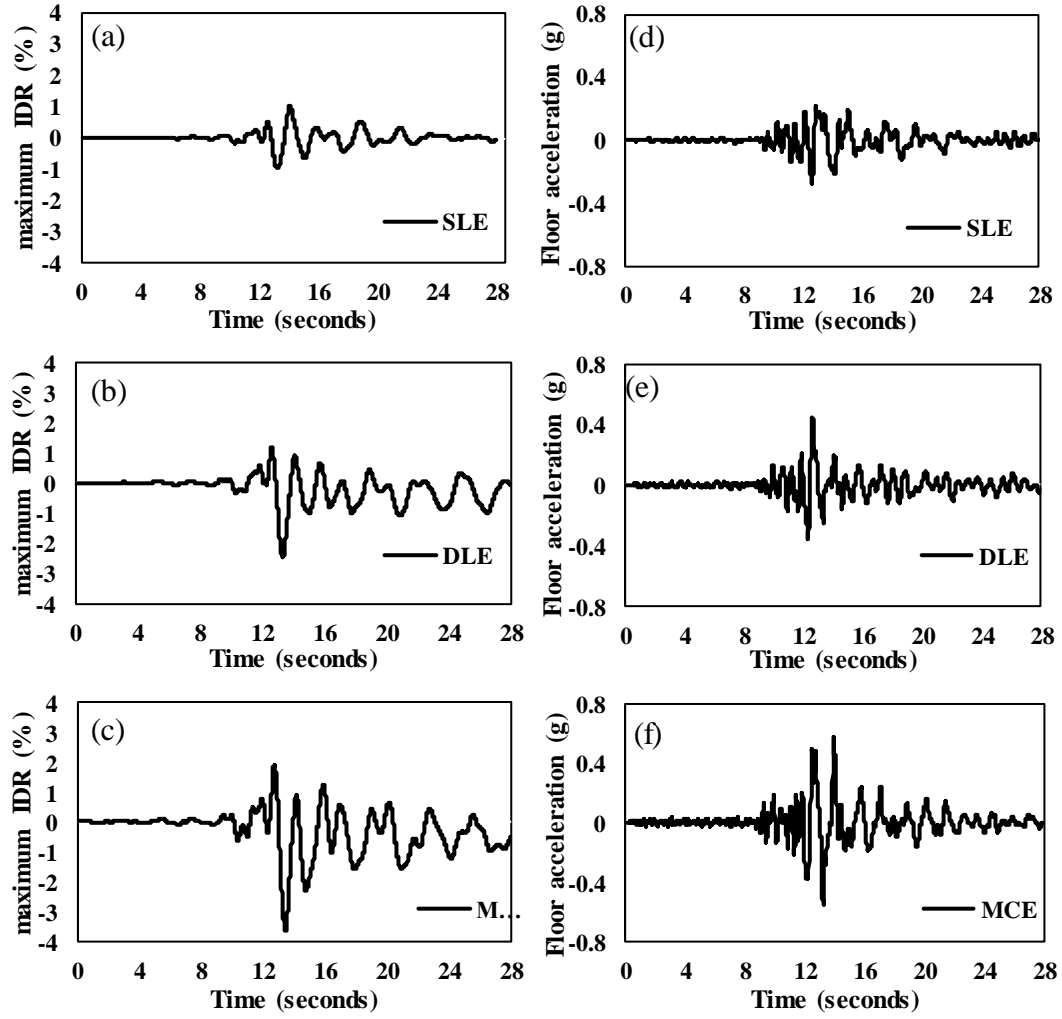 (a)
maximum IDR (%)
4
3
2
1
0
-1
-2
-3
-4
SLE
0 4 8 12 16 20 24 28
Time (seconds)
(d)
Floor acceleration (g)
0.8
0.4
0
-0.4
-0.8
SLE
0 4 8 12 16 20 24 28
Time (seconds)
(b)
maximum IDR (%)
4
3
2
1
0
-1
-2
-3
-4
DLE
0 4 8 12 16 20 24 28
Time (seconds)
(e)
Floor acceleration (g)
0.8
0.4
0
-0.4
-0.8
DLE
0 4 8 12 16 20 24 28
Time (seconds)
(c)
maximum IDR (%)
4
3
2
1
0
-1
-2
-3
-4
M…
0 4 8 12 16 20 24 28
Time (seconds)
(f)
Floor acceleration (g)
0.8
0.4
0
-0.4
-0.8
MCE
0 4 8 12 16 20 24 28
Time (seconds)